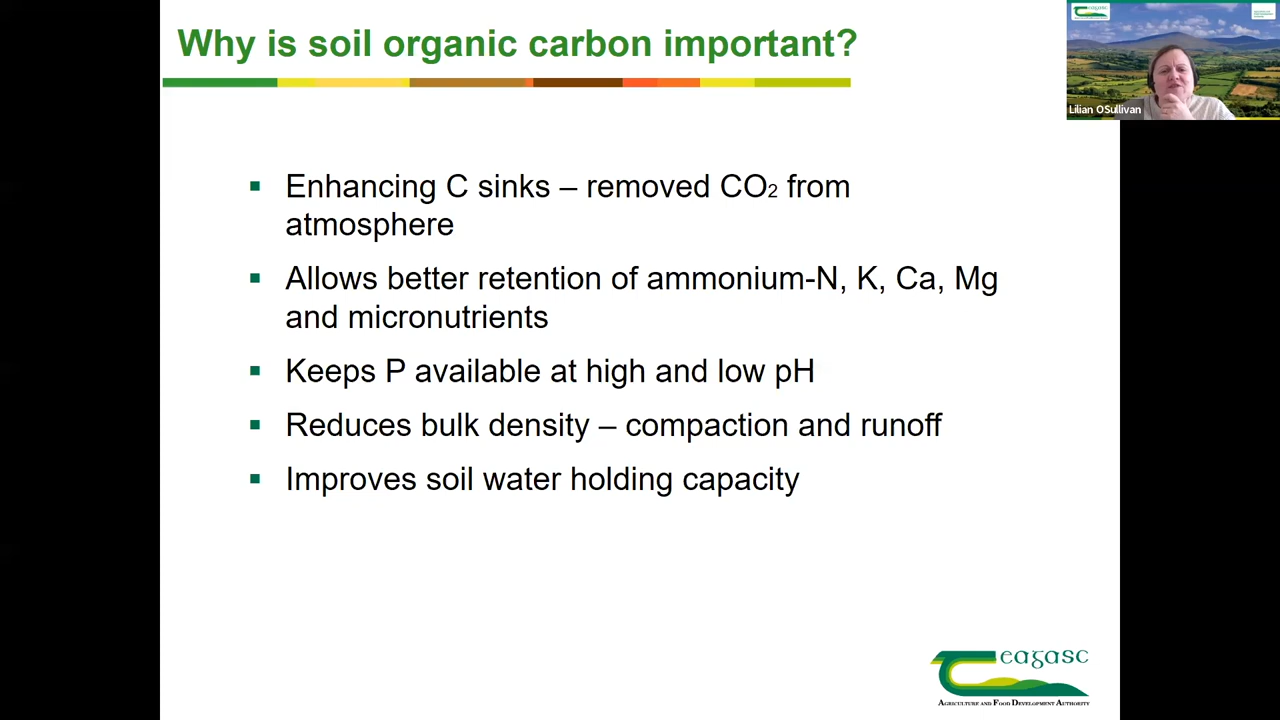 Why is soil organic carbon important?
eagasc
Lilian OSullivan
▪ Enhancing C sinks – removed CO₂ from
atmosphere
▪ Allows better retention of ammonium-N, K, Ca, Mg
and micronutrients
▪ Keeps P available at high and low pH
▪ Reduces bulk density – compaction and runoff
▪ Improves soil water holding capacity
eagasc
AGRICULTURE AND FOOD DEVELOPMENT AUTHORITY